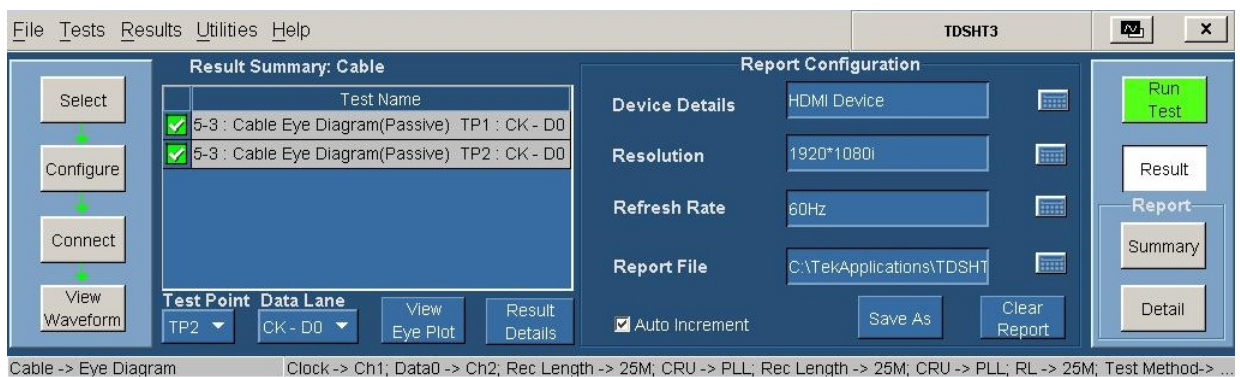 File Tests Results Utilities Help
TDSHT3
x
Select
Configure
Connect
View
Waveform
Result Summary: Cable
Test Name
5-3 : Cable Eye Diagram(Passive) TP1 : CK - D0
5-3 : Cable Eye Diagram(Passive) TP2 : CK - D0
Test Point Data Lane
TP2
CK - D0
View
Eye Plot
Result
Details
Report Configuration
Device Details
HDMI Device
Resolution
1920*1080i
Refresh Rate
60Hz
Report File
C:\TekApplications\TDSHT
Auto Increment
Save As
Clear
Report
Run
Test
Result
Report
Summary
Detail
Cable -> Eye Diagram
Clock -> Ch1; Data0 -> Ch2; Rec Length -> 25M; CRU -> PLL; Rec Length -> 25M; CRU -> PLL; RL -> 25M; Test Method-> ...